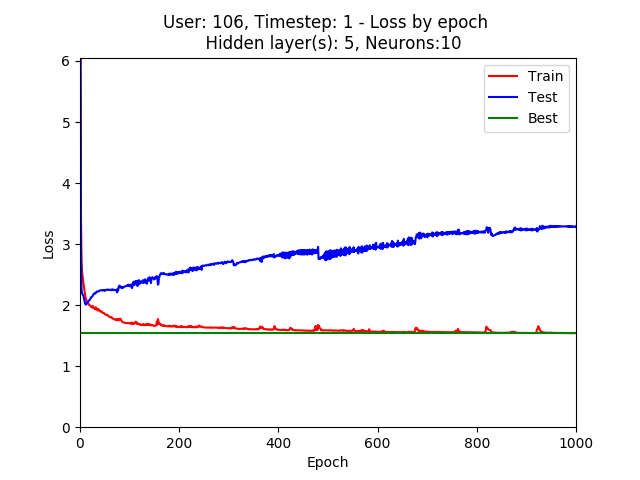 User: 106, Timestep: 1 - Loss by epoch
Hidden layer(s): 5, Neurons:10
Train
Test
Best
Loss
6
5
4
3
2
1
0
0 200 400 600 800 1000
Epoch